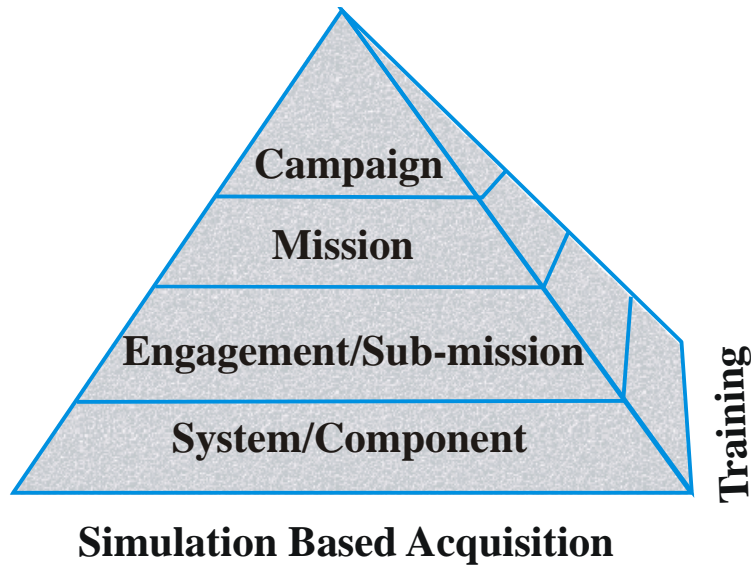 Campaign
Mission
Engagement/Sub-mission
System/Component
Training
Simulation Based Acquisition